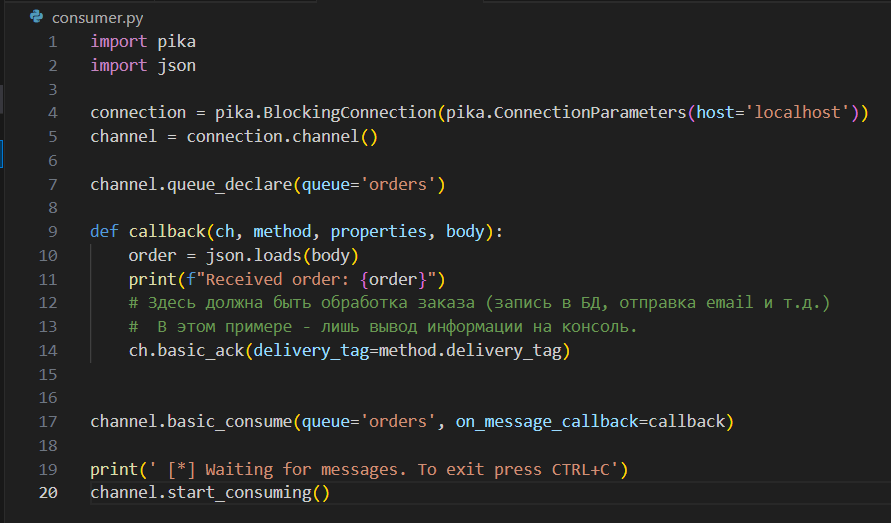 consumer.py
1 import pika
2 import json
3
4 connection = pika.BlockingConnection(pika.ConnectionParameters(host='localhost'))
5 channel = connection.channel()
6
7 channel.queue_declare(queue='orders')
8
9 def callback(ch, method, properties, body):
10     order = json.loads(body)
11     print(f"Received order: {order}")
12     # Здесь должна быть обработка заказа (запись в БД, отправка email и т.д.)
13     #  В этом примере - лишь вывод информации на консоль.
14     ch.basic_ack(delivery_tag=method.delivery_tag)
15
16
17 channel.basic_consume(queue='orders', on_message_callback=callback)
18
19 print(' [*] Waiting for messages. To exit press CTRL+C')
20 channel.start_consuming()